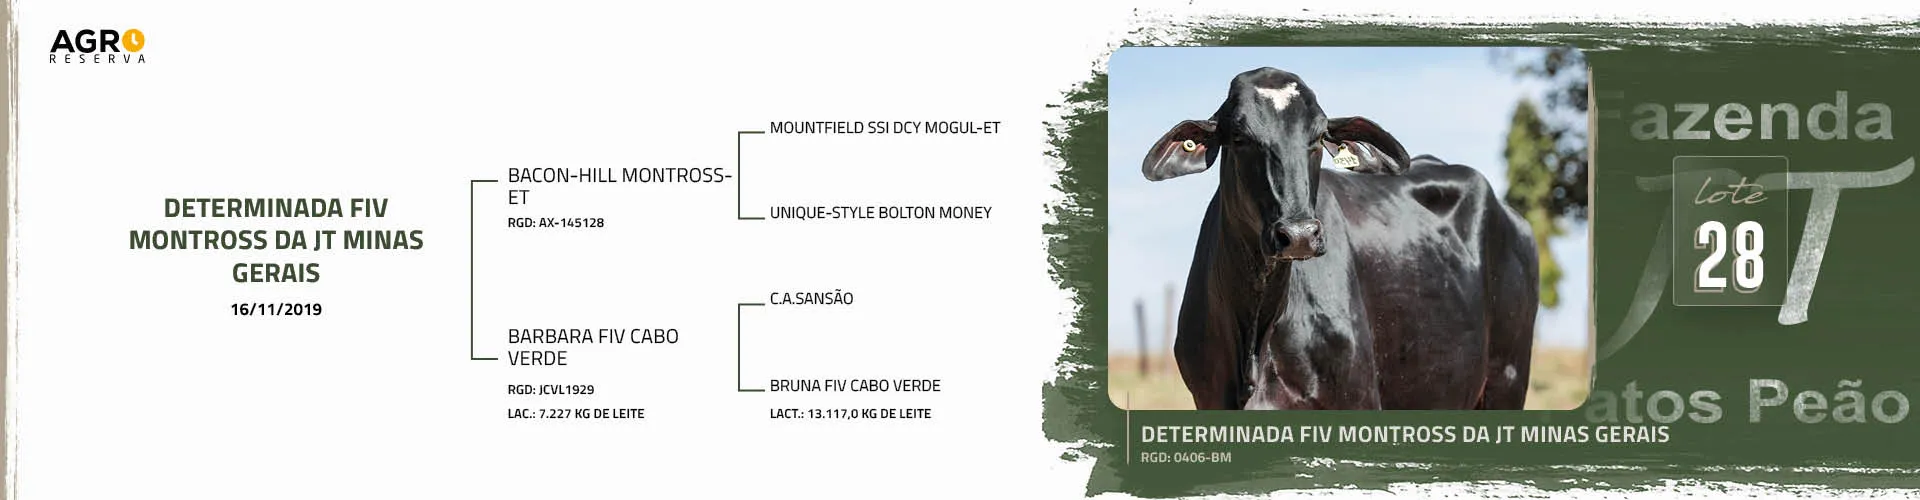 AGRO
RESERVA
DETERMINADA FIV
MONTROSS DA JT MINAS
GERAIS
16/11/2019
BACON-HILL MONTROSS-
ET
RGD: AX-145128
BARBARA FIV CABO
VERDE
RGD: JCVL1929
LAC.: 7.227 KG DE LEITE
MOUNTFIELD SSI DCY MOGUL-ET
UNIQUE-STYLE BOLTON MONEY
C.A.SANSÃO
BRUNA FIV CABO VERDE
LACT.: 13.117,0 KG DE LEITE
Fazenda
JT
lote
28
Patos Peão
DETERMINADA FIV MONTROSS DA JT MINAS GERAIS
RGD: 0406-BM